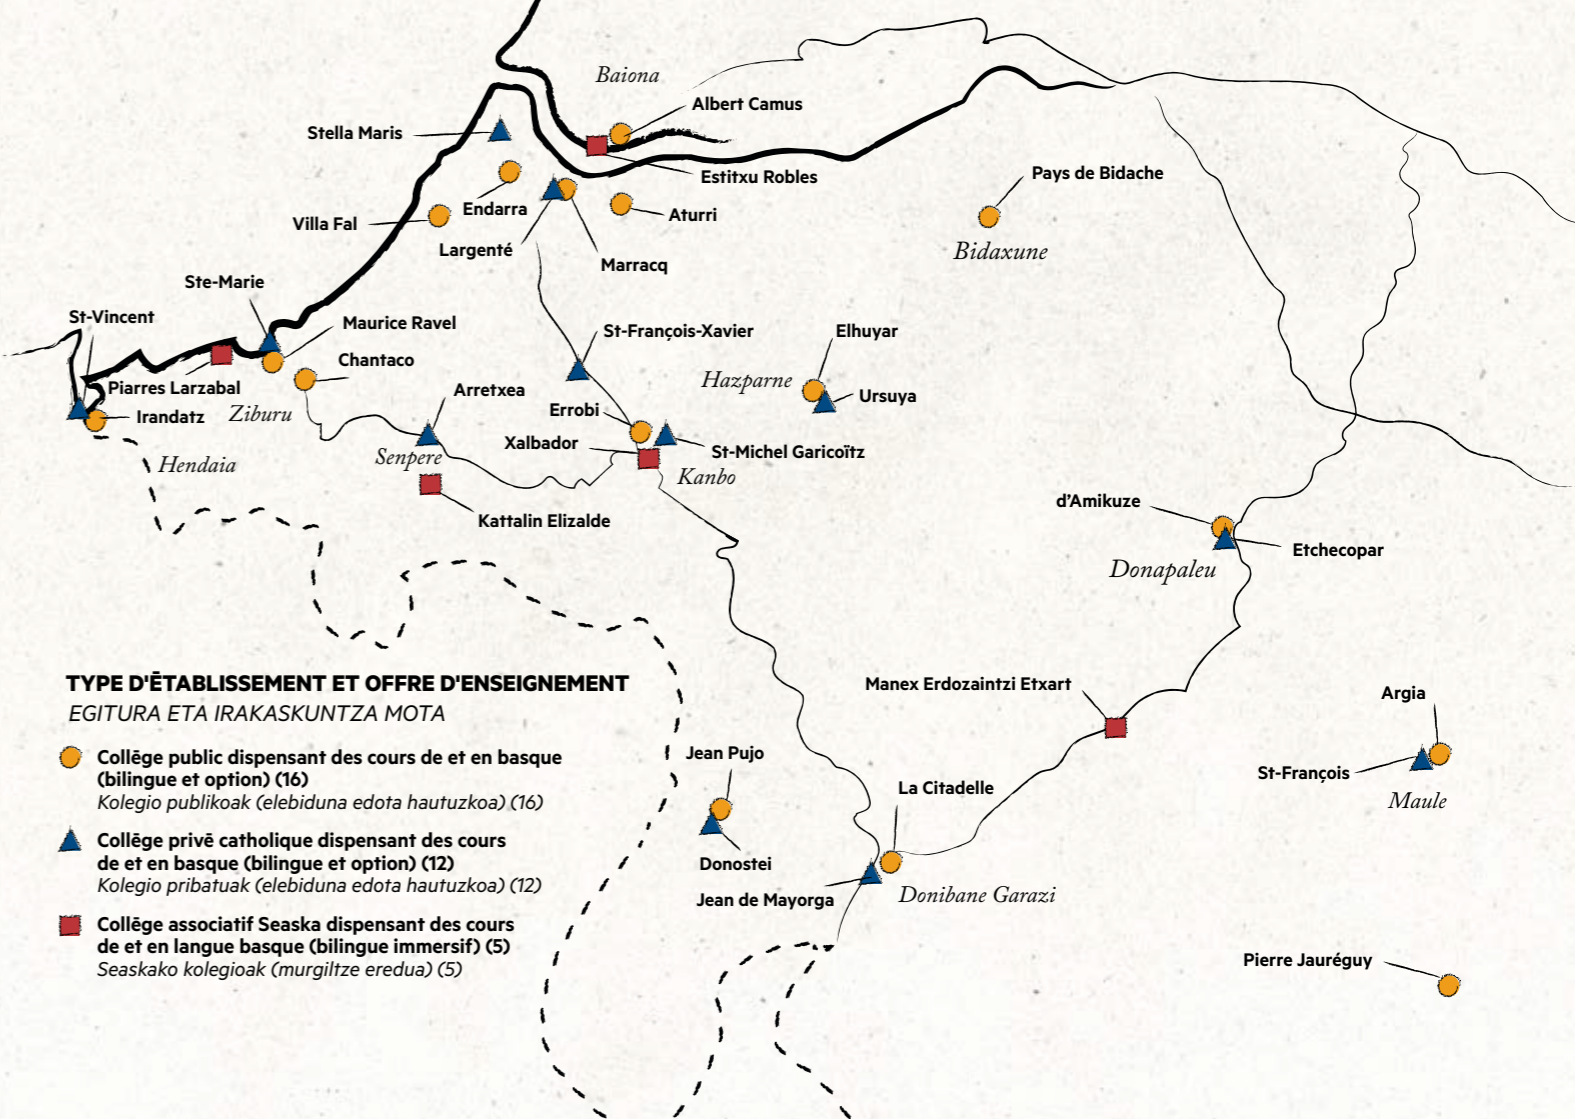 Baiona
Albert Camus
Stella Maris
Estitxu Robles
Pays de Bidache
Endarra
Aturri
Villa Fal
Largenté
Marracq
Bidaxune
Ste-Marie
St-Vincent
Maurice Ravel
St-François-Xavier
Elhuyar
Chantaco
Piarres Larzabal
Arretxea
Hazparne
Ursuya
Irandatz
Ziburu
Errobi
Xalbador
St-Michel Garicoïtz
Senpere
Hendaia
Kanbo
d'Amikuze
Kattalin Elizalde
Etchecopar
Donapaleu
TYPE D'ĒTABLISSEMENT ET OFFRE D'ENSEIGNEMENT
EGITURA ETA IRAKASKUNTZA MOTA
Manex Erdozaintzi Etxart
Argia
Collēge public dispensant des cours de et en basque
(bilingue et option) (16)
Kolegio publikoak (elebiduna edota hautuzkoa) (16)
Jean Pujo
La Citadelle
St-François
Maule
Collēge privē catholique dispensant des cours
de et en basque (bilingue et option) (12)
Kolegio pribatuak (elebiduna edota hautuzkoa) (12)
Donostei
Jean de Mayorga
Donibane Garazi
Collēge associatif Seaska dispensant des cours
de et en langue basque (bilingue immersif) (5)
Seaskako kolegioak (murgiltze eredua) (5)
Pierre Jauréguy